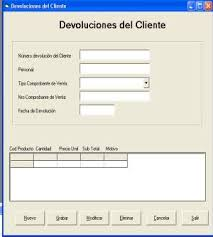 Devoluciones del Cliente
Devoluciones del Cliente
Número devolución del Cliente
Personal
Tipo Comprobante de Venta
Nro Comprobante de Venta
Fecha de Devolución
Cod Producto Cantidad Precio Unit Sub Total Motivo
Nuevo Grabar Modificar Eliminar Cancelar Salir